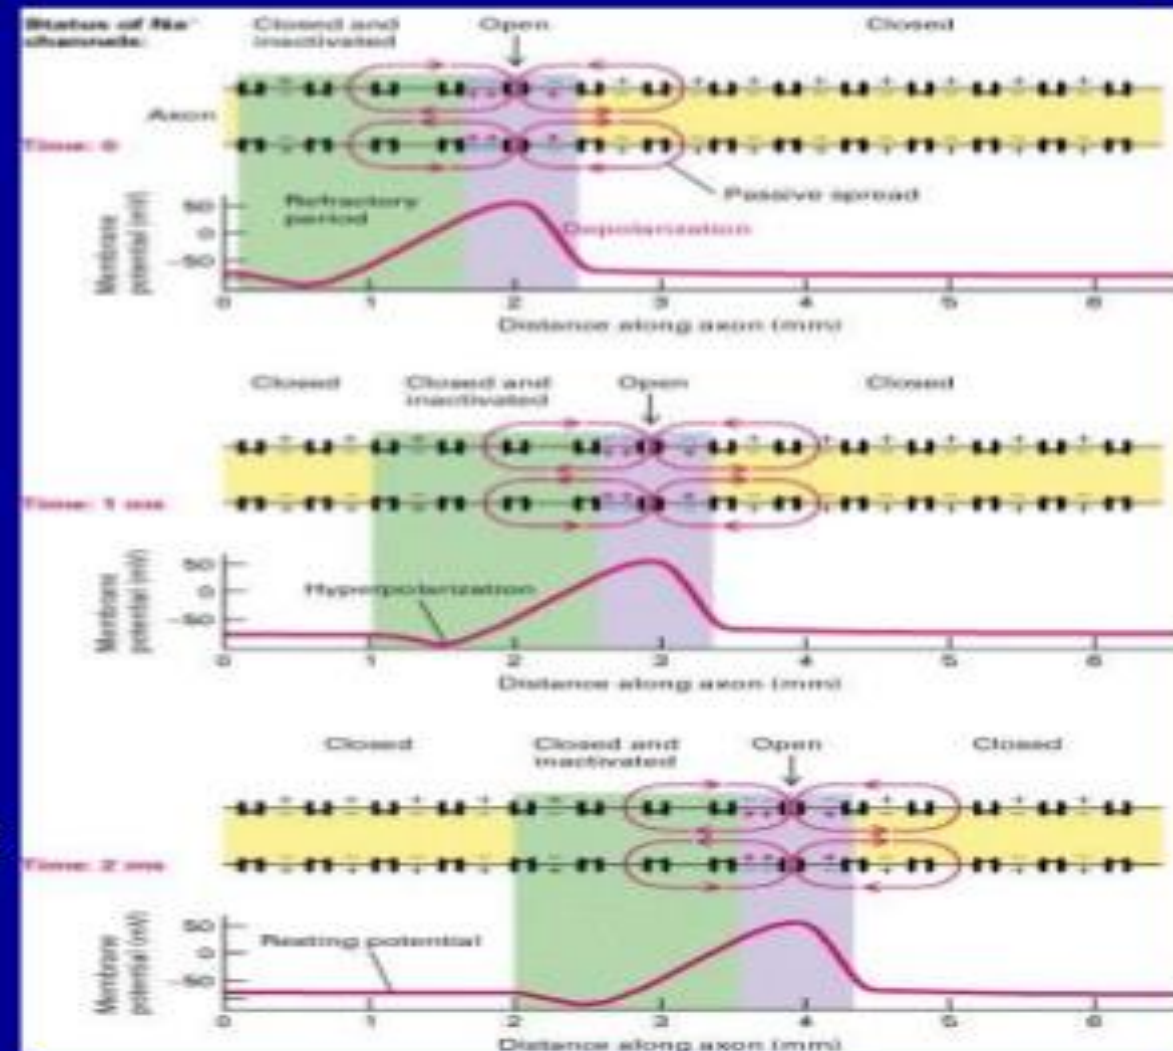 Status of Na⁺ channels:
Closed and inactivated
Open
Closed
Axon
Time: 0
Refractory period
Passive spread
Depolarization
Membrane potential (mV)
50
0
-50
0 1 2 3 4 5 6
Distance along axon (mm)
Closed
Closed and inactivated
Open
Closed
Time: 1 ms
Hyperpolarization
Membrane potential (mV)
50
0
-50
0 1 2 3 4 5 6
Distance along axon (mm)
Closed
Closed and inactivated
Open
Closed
Time: 2 ms
Resting potential
Membrane potential (mV)
50
0
-50
0 1 2 3 4 5 6
Distance along axon (mm)